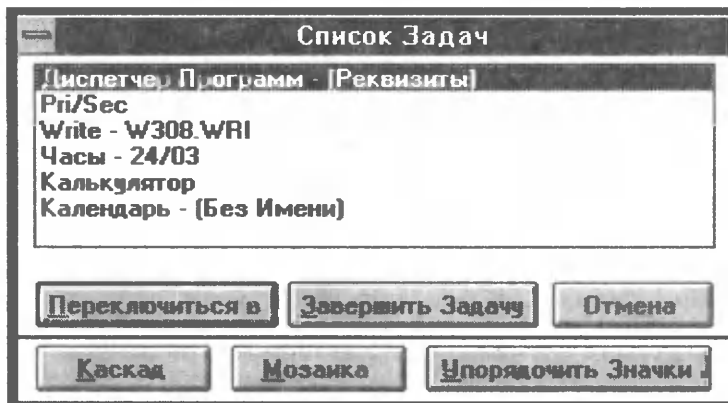 Список Задач
Диспетчер Программ - [Реквизиты]
Pri/Sec
Write - W308.WRI
Часы - 24/03
Калькулятор
Календарь - (Без Имени)
Переключиться в Завершить Задачу Отмена
Каскад Мозаика Упорядочить Значки